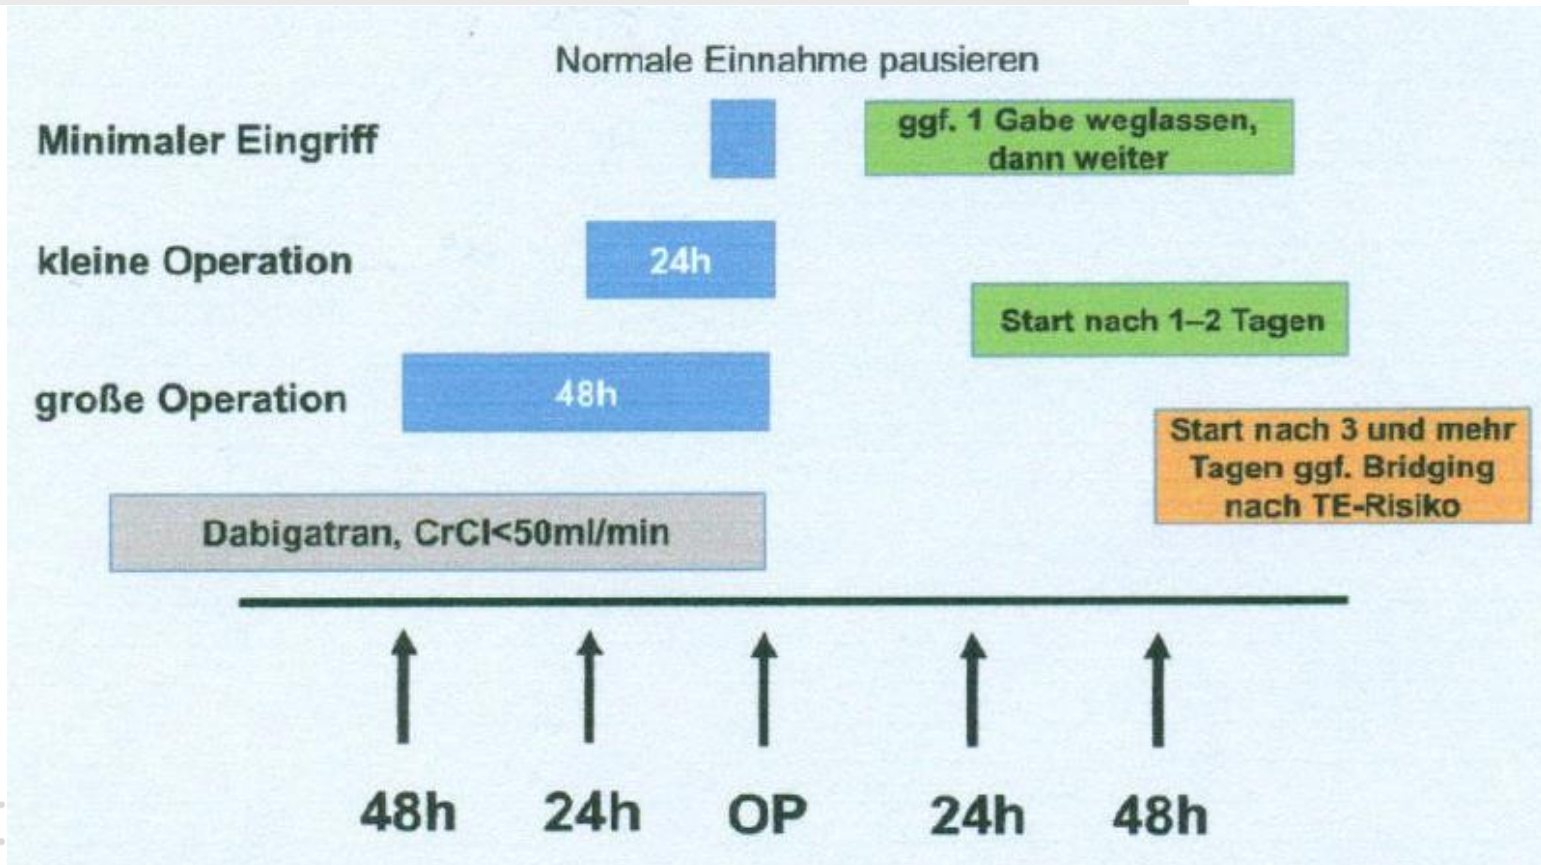 Normale Einnahme pausieren
Minimaler Eingriff
ggf. 1 Gabe weglassen,
dann weiter
kleine Operation
24h
Start nach 1–2 Tagen
große Operation
48h
Start nach 3 und mehr
Tagen ggf. Bridging
nach TE-Risiko
Dabigatran, CrCl<50ml/min
48h
24h
OP
24h
48h